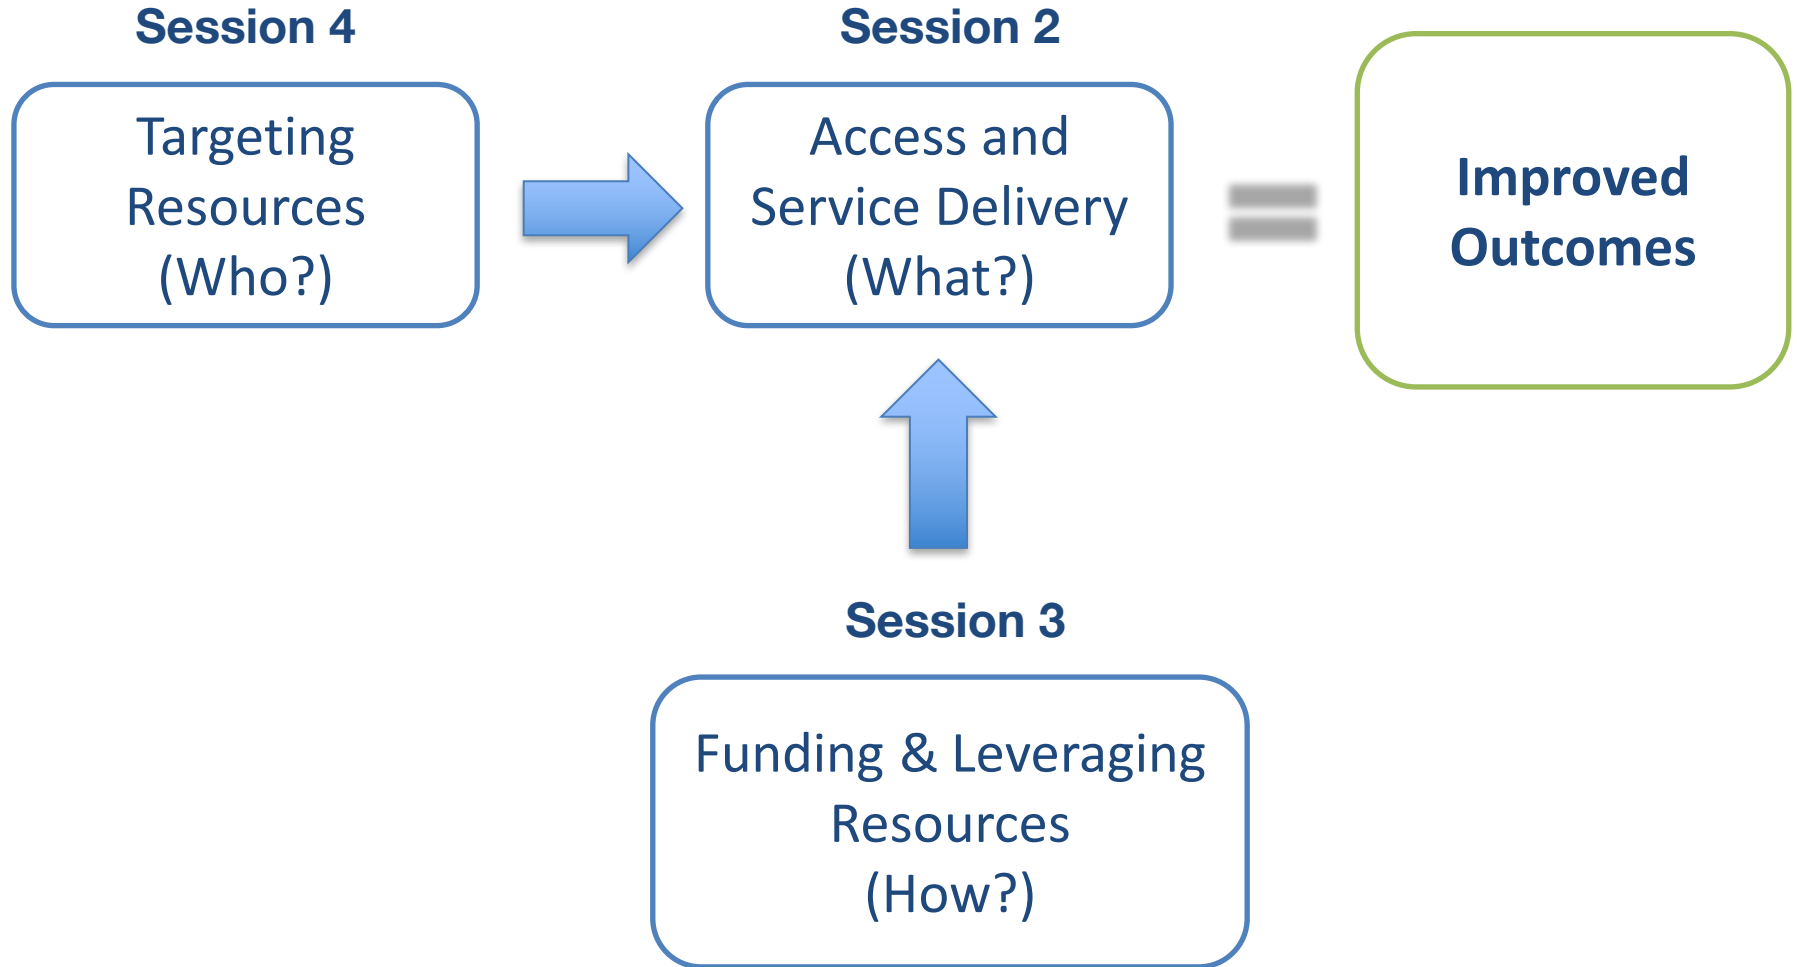 Session 4
Targeting
Resources
(Who?)
Session 2
Access and
Service Delivery
(What?)
Improved
Outcomes
Session 3
Funding & Leveraging
Resources
(How?)